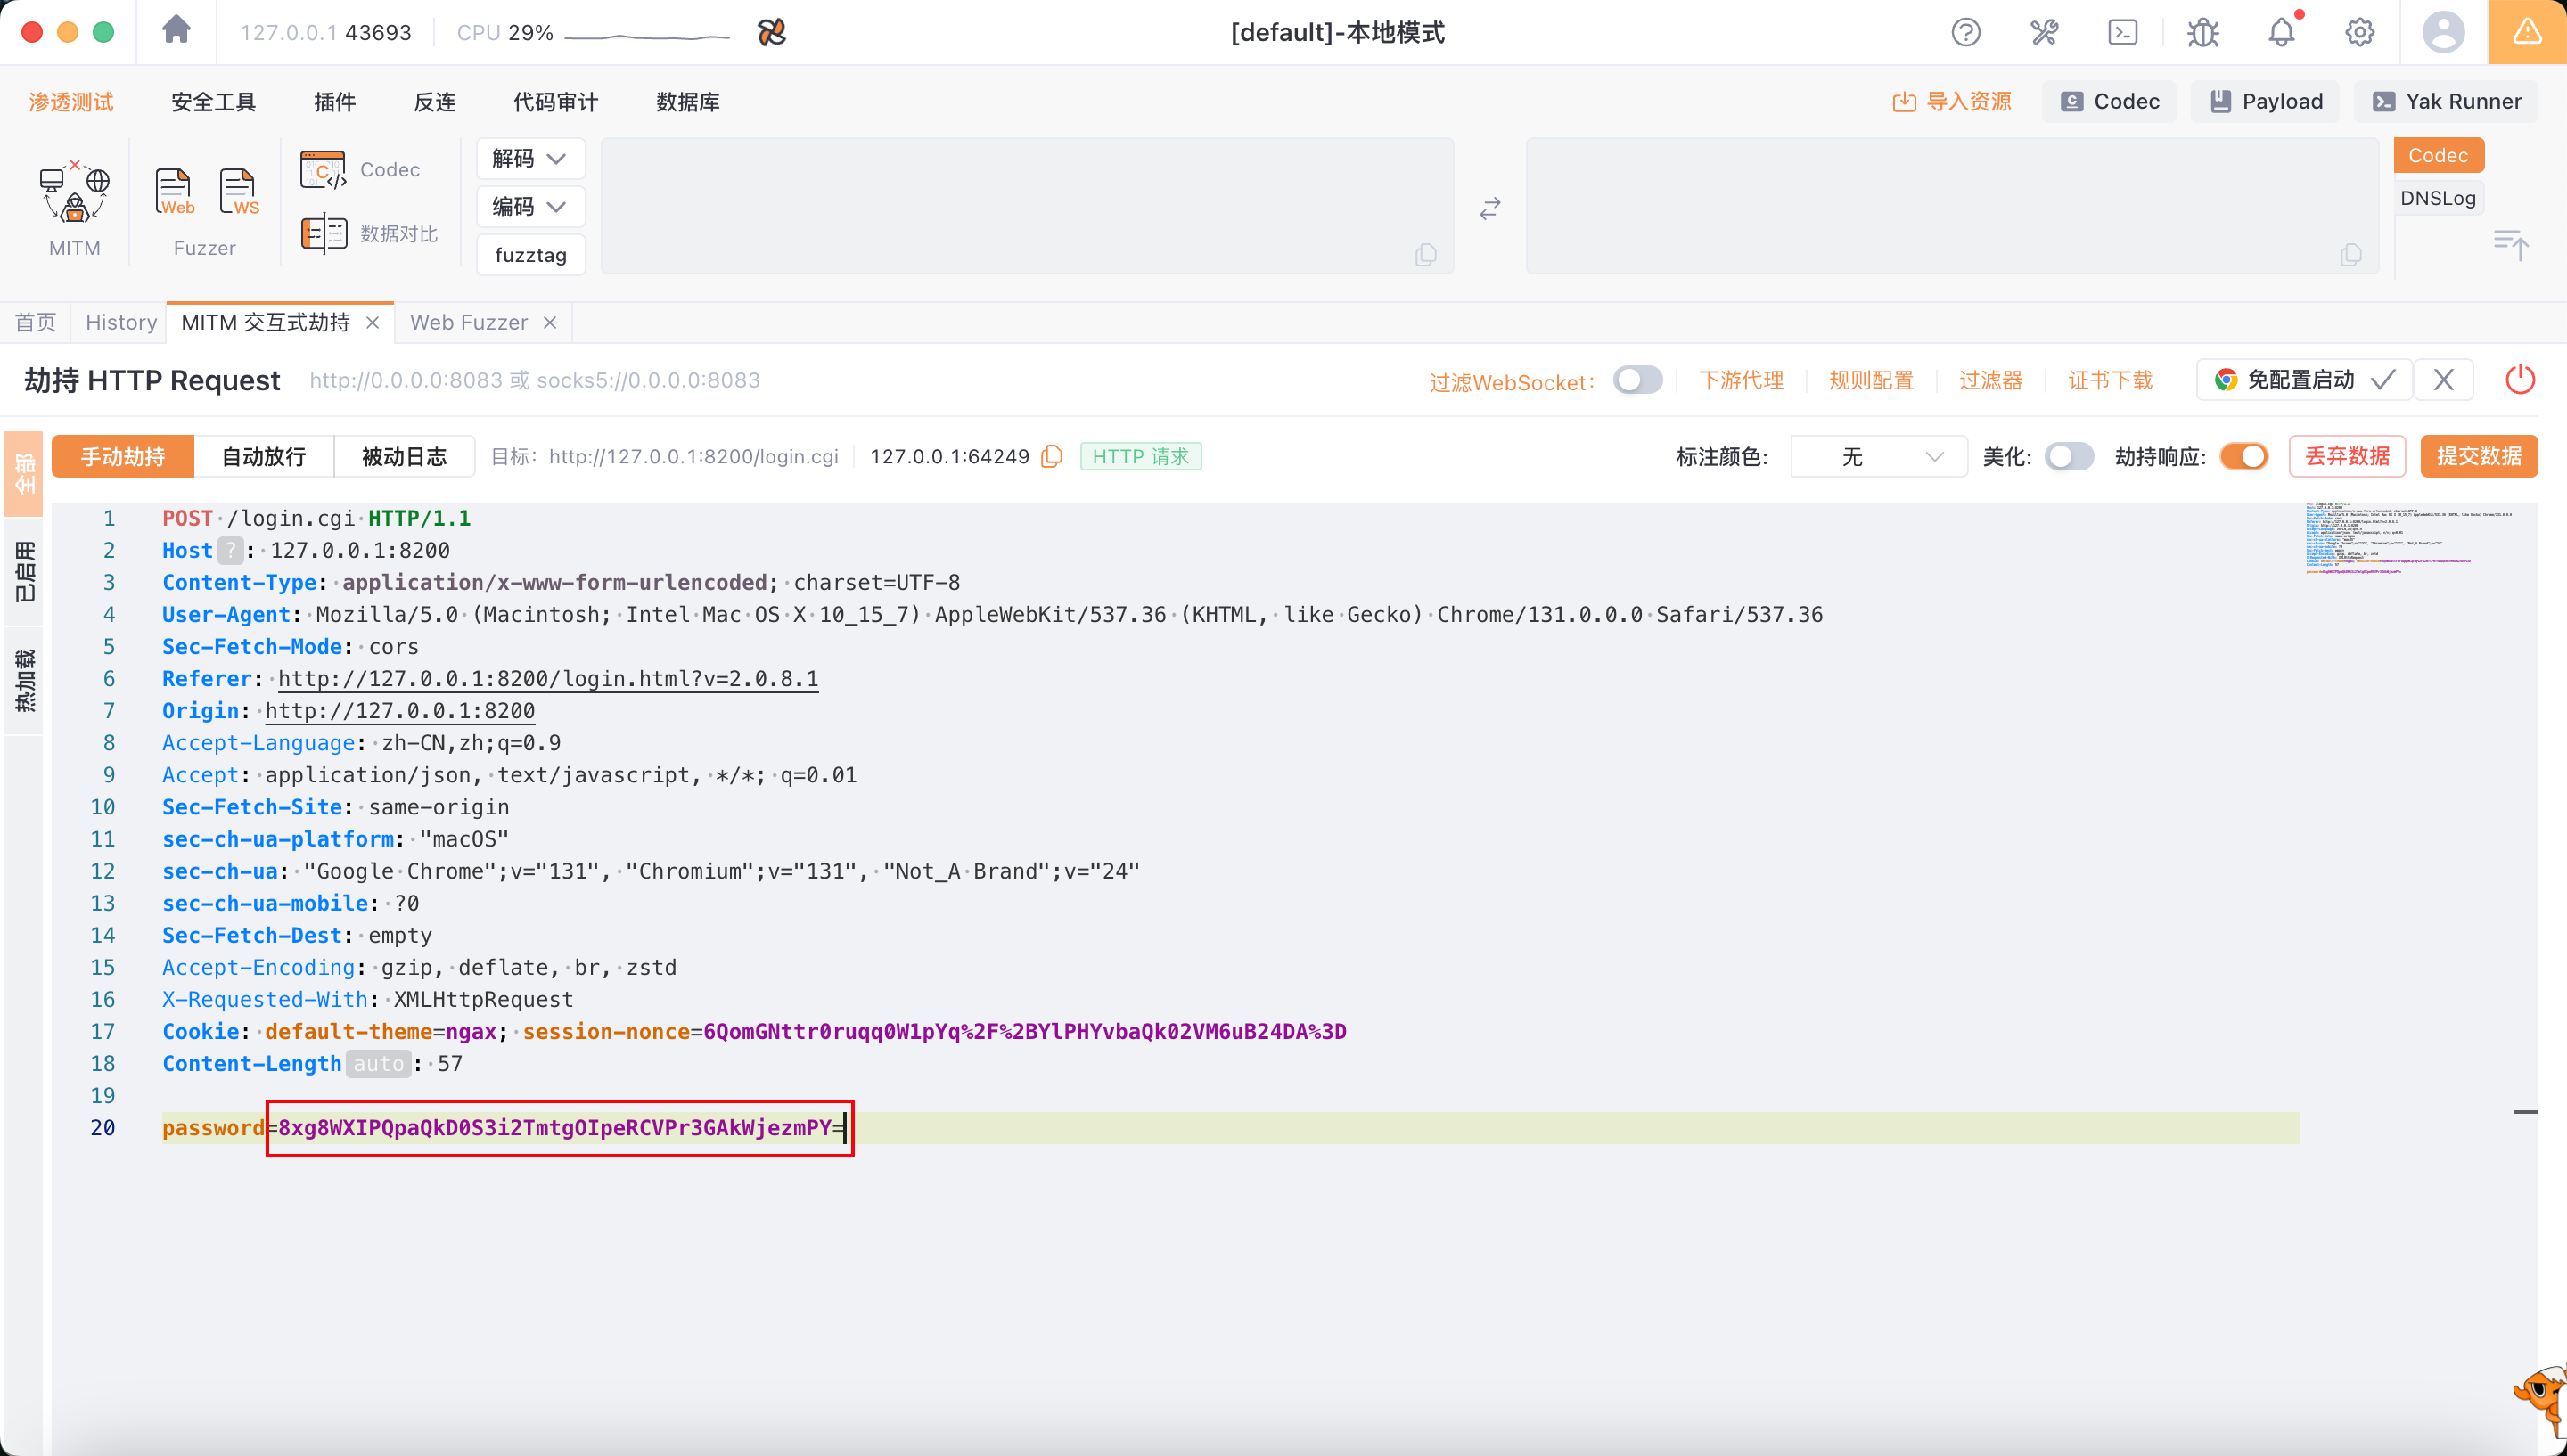 127.0.0.1 43693
CPU 29%
[default]-本地模式
渗透测试 安全工具 插件 反连 代码审计 数据库
导入资源 Codec Payload Yak Runner
MITM
Web
WS
Fuzzer
Codec
数据对比
解码
编码
fuzztag
Codec
DNSLog
首页 History MITM 交互式劫持 Web Fuzzer
劫持 HTTP Request http://0.0.0.0:8083 或 socks5://0.0.0.0:8083
过滤WebSocket: 下游代理 规则配置 过滤器 证书下载 免配置启动
全部
已启用
热加载
手动劫持 自动放行 被动日志 目标: http://127.0.0.1:8200/login.cgi 127.0.0.1:64249 HTTP 请求
标注颜色: 无 美化: 劫持响应: 丢弃数据 提交数据
1 POST /login.cgi HTTP/1.1
2 Host ? : 127.0.0.1:8200
3 Content-Type: application/x-www-form-urlencoded; charset=UTF-8
4 User-Agent: Mozilla/5.0 (Macintosh; Intel Mac OS X 10_15_7) AppleWebKit/537.36 (KHTML, like Gecko) Chrome/131.0.0.0 Safari/537.36
5 Sec-Fetch-Mode: cors
6 Referer: http://127.0.0.1:8200/login.html?v=2.0.8.1
7 Origin: http://127.0.0.1:8200
8 Accept-Language: zh-CN,zh;q=0.9
9 Accept: application/json, text/javascript, */*; q=0.01
10 Sec-Fetch-Site: same-origin
11 sec-ch-ua-platform: "macOS"
12 sec-ch-ua: "Google Chrome";v="131", "Chromium";v="131", "Not_A Brand";v="24"
13 sec-ch-ua-mobile: ?0
14 Sec-Fetch-Dest: empty
15 Accept-Encoding: gzip, deflate, br, zstd
16 X-Requested-With: XMLHttpRequest
17 Cookie: default-theme=ngax; session-nonce=6QomGNttr0ruqq0W1pYq%2F%2BYlPHYvbaQk02VM6uB24DA%3D
18 Content-Length auto : 57
19
20 password=8xg8WXIPQpaQkD0S3i2TmtgOIpeRCVPr3GAkWjezmPY=